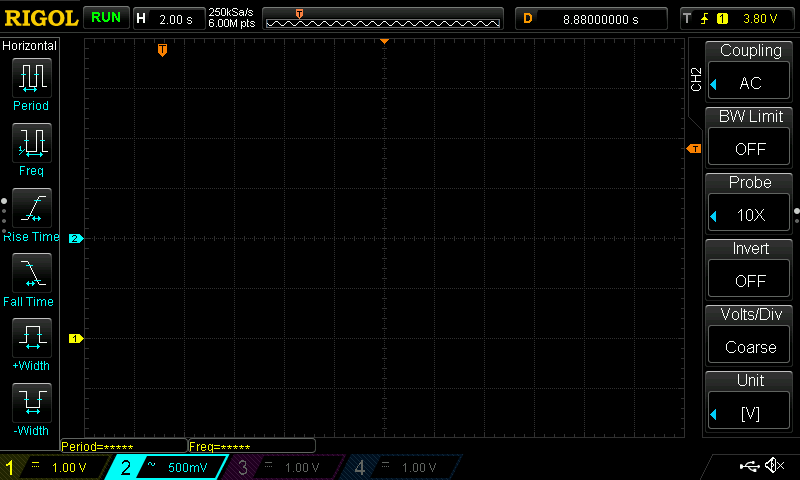 RIGOL RUN H 2.00 s 250kSa/s 6.00M pts T D 8.88000000 s T 1 3.80 V
Horizontal
Period
Freq
Rise Time
Fall Time
+Width
-Width
T
T
2
1
CH2
Coupling
AC
BW Limit
OFF
Probe
10X
Invert
OFF
Volts/Div
Coarse
Unit
[V]
Period=*****
Freq=*****
1 1.00 V 2 ~ 500mV 3 1.00 V 4 1.00 V